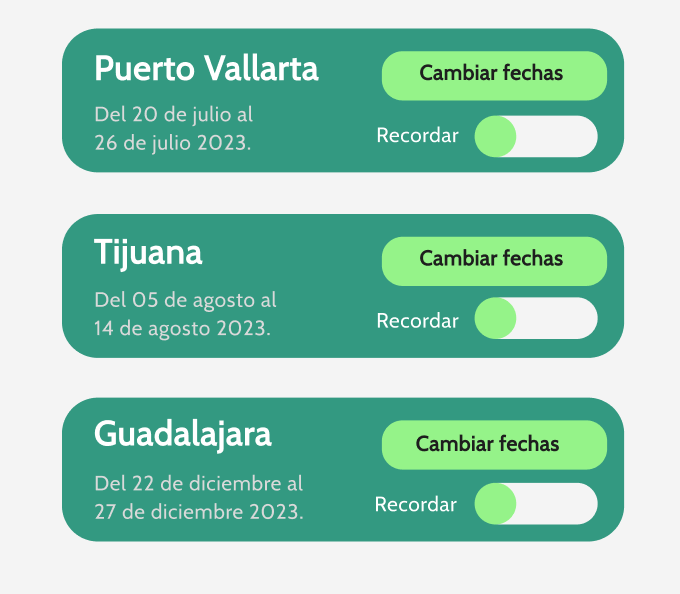 Puerto Vallarta
Cambiar fechas
Del 20 de julio al
26 de julio 2023.
Recordar
Tijuana
Cambiar fechas
Del 05 de agosto al
14 de agosto 2023.
Recordar
Guadalajara
Cambiar fechas
Del 22 de diciembre al
27 de diciembre 2023.
Recordar